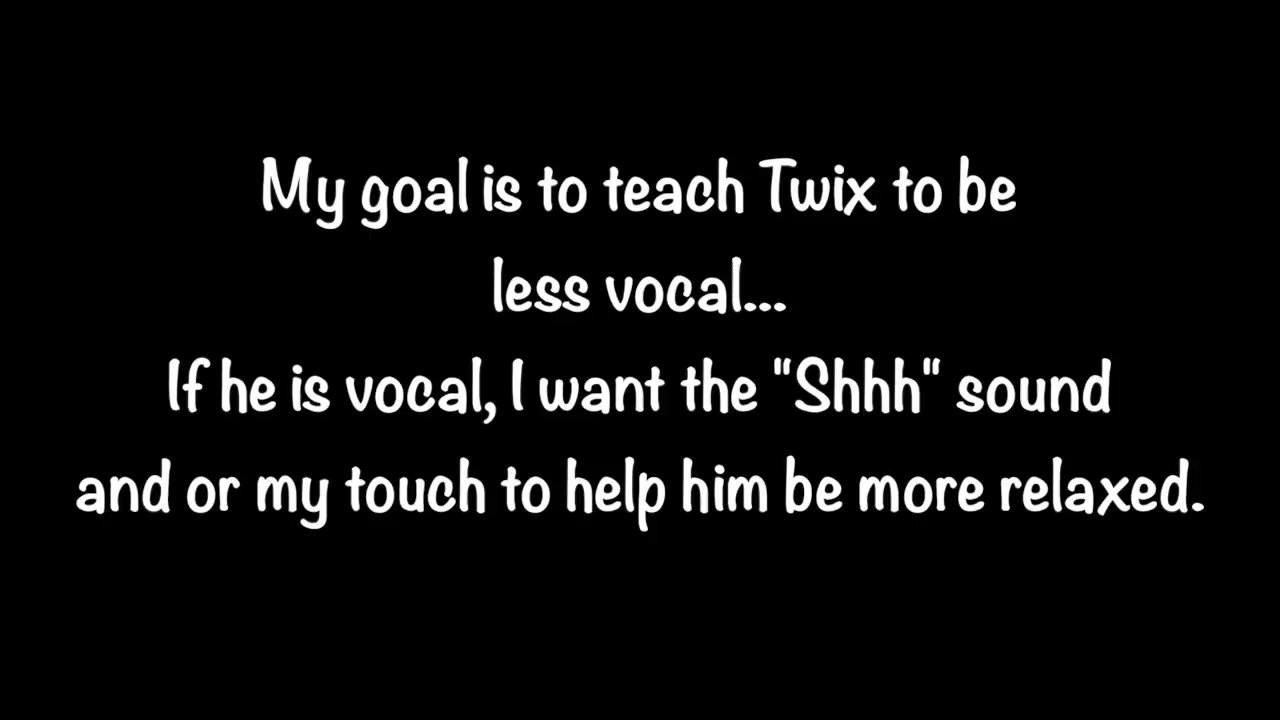 My goal is to teach Twix to be
less vocal...
If he is vocal, I want the "Shhh" sound
and or my touch to help him be more relaxed.